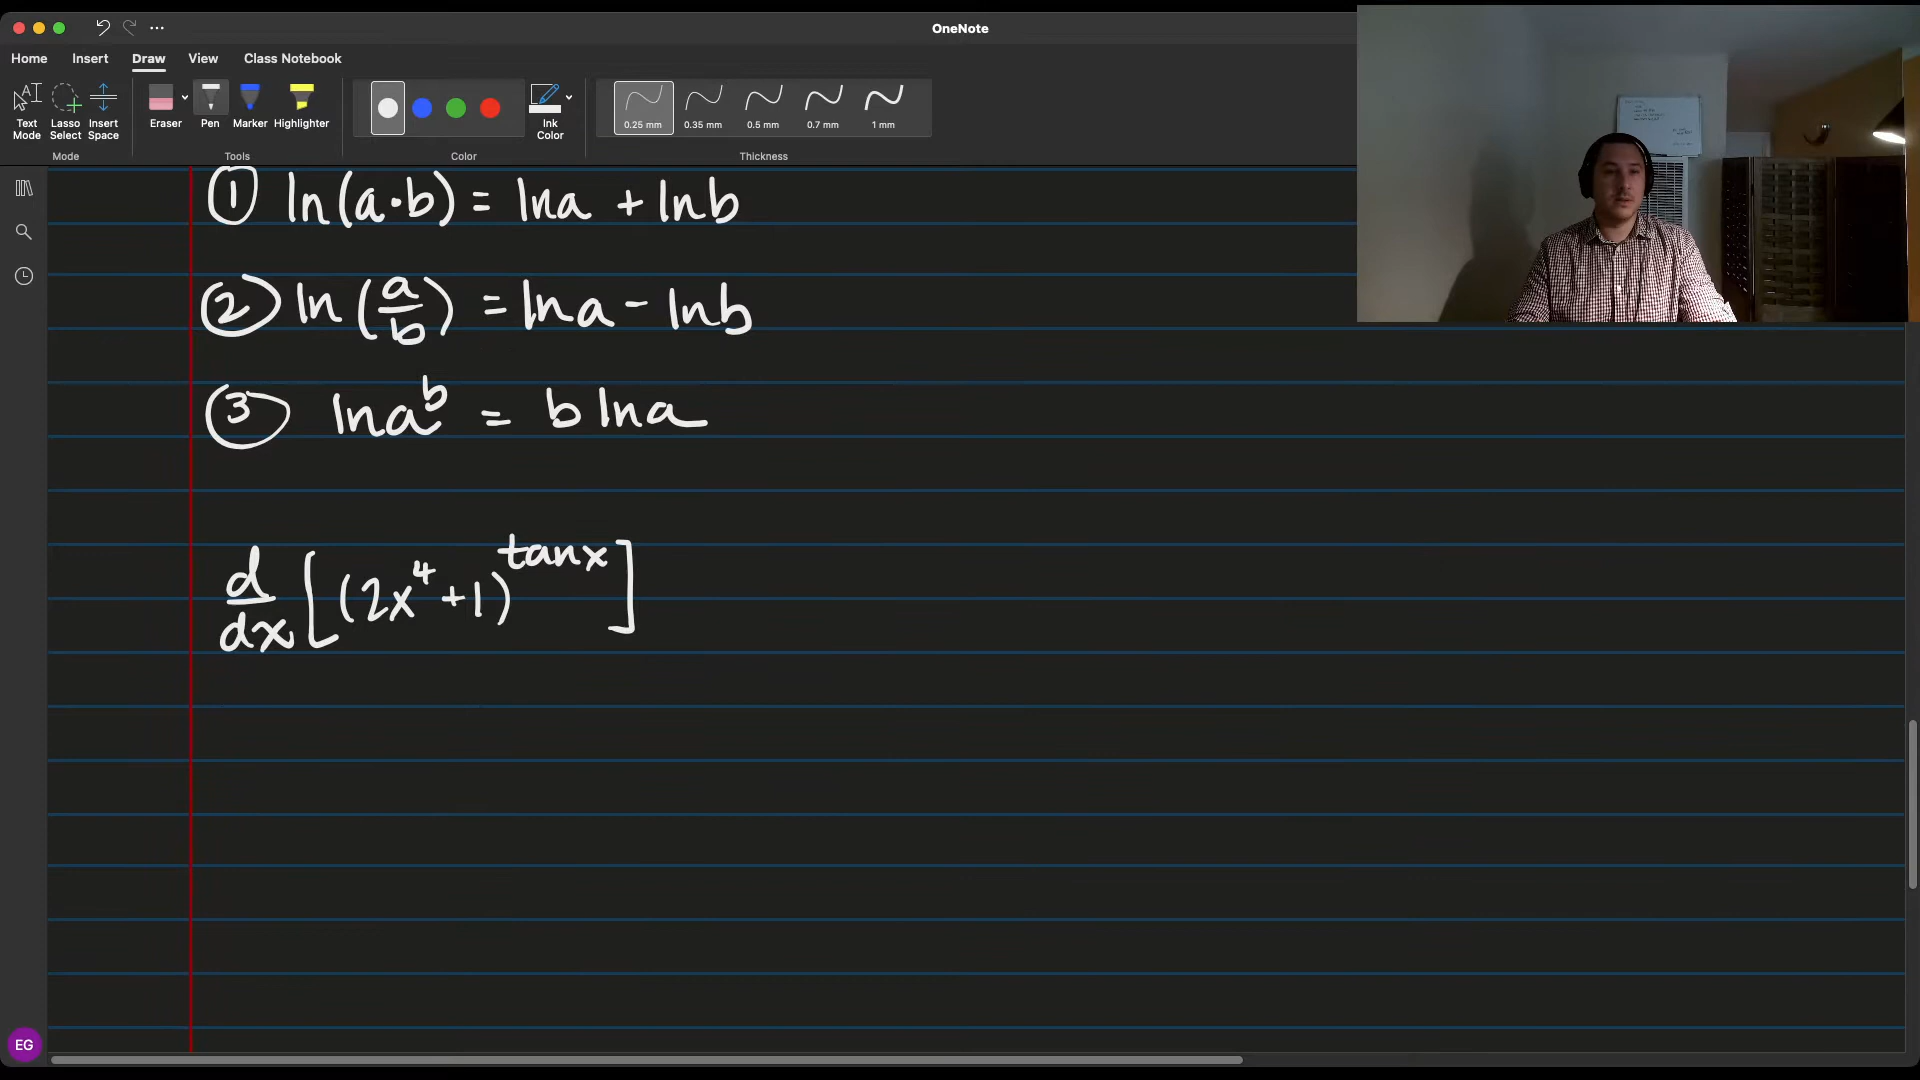 OneNote
Home Insert Draw View Class Notebook
Text Mode Lasso Select Insert Space Eraser Pen Marker Highlighter Ink Color 0.25 mm 0.35 mm 0.5 mm 0.7 mm 1 mm
Mode Tools Color Thickness
① ln(a·b) = lna + lnb
② ln(a/b) = lna - lnb
③ lna^b = b lna
d/dx [(2x^4+1)^tanx]
EG